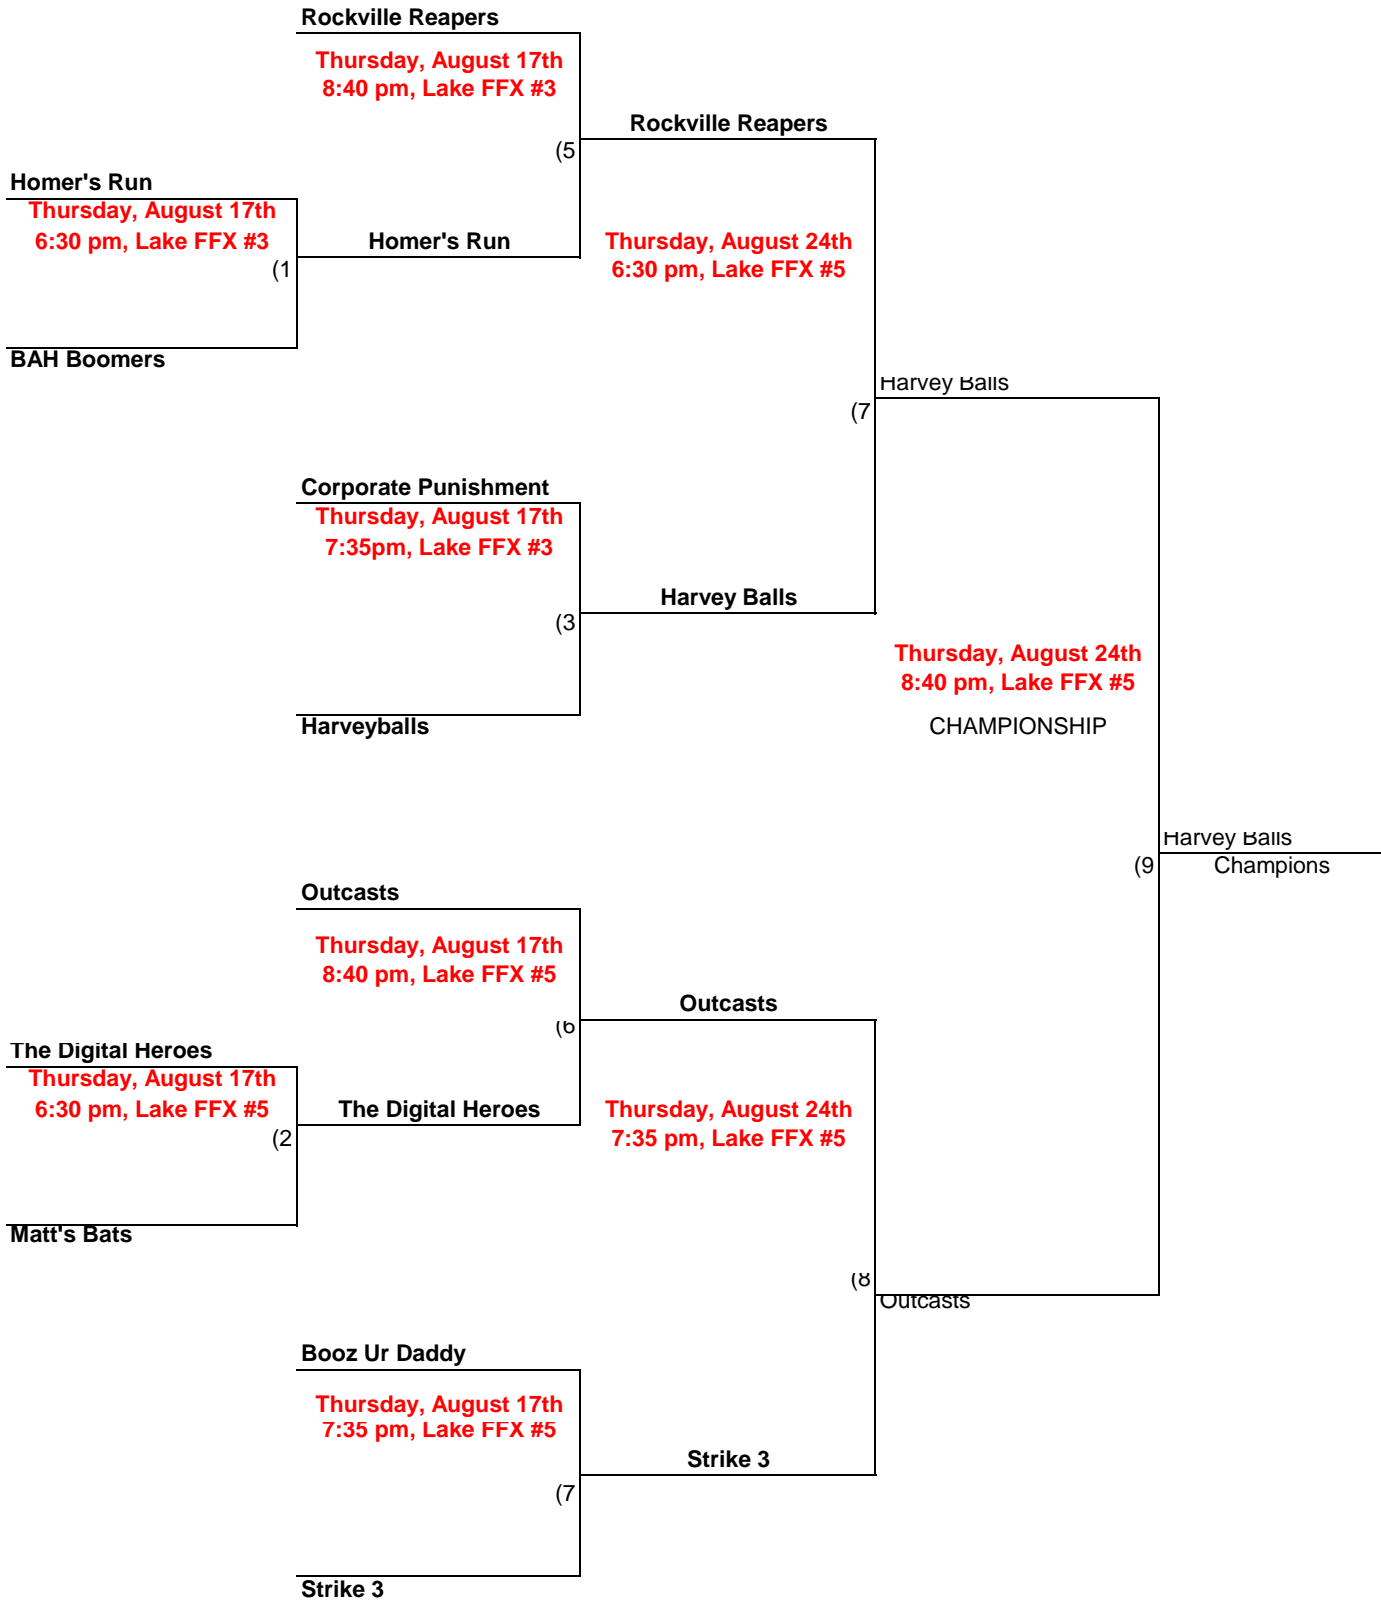 Rockville Reapers
Thursday, August 17th
8:40 pm, Lake FFX #3
Rockville Reapers
(5
Homer's Run
Thursday, August 17th
6:30 pm, Lake FFX #3
Homer's Run
Thursday, August 24th
6:30 pm, Lake FFX #5
(1
BAH Boomers
Harvey Balls
(7
Corporate Punishment
Thursday, August 17th
7:35pm, Lake FFX #3
Harvey Balls
(3
Thursday, August 24th
8:40 pm, Lake FFX #5
Harveyballs
CHAMPIONSHIP
Harvey Balls
(9
Champions
Outcasts
Thursday, August 17th
8:40 pm, Lake FFX #5
Outcasts
(6
The Digital Heroes
Thursday, August 17th
6:30 pm, Lake FFX #5
The Digital Heroes
Thursday, August 24th
7:35 pm, Lake FFX #5
(2
Matt's Bats
(8
Outcasts
Booz Ur Daddy
Thursday, August 17th
7:35 pm, Lake FFX #5
Strike 3
(7
Strike 3